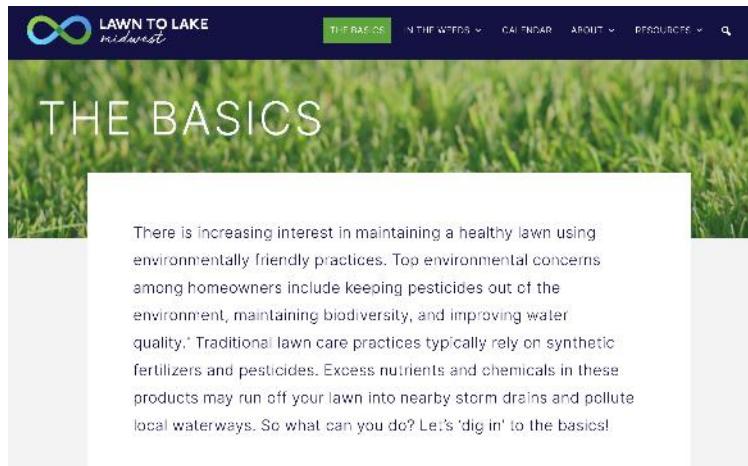 LAWN TO LAKE
midwest
THE BASICS IN THE WEEDS CALENDAR ABOUT RESOURCES
THE BASICS
There is increasing interest in maintaining a healthy lawn using
environmentally friendly practices. Top environmental concerns
among homeowners include keeping pesticides out of the
environment, maintaining biodiversity, and improving water
quality.* Traditional lawn care practices typically rely on synthetic
fertilizers and pesticides. Excess nutrients and chemicals in these
products may run off your lawn into nearby storm drains and pollute
local waterways. So what can you do? Let's 'dig in' to the basics!